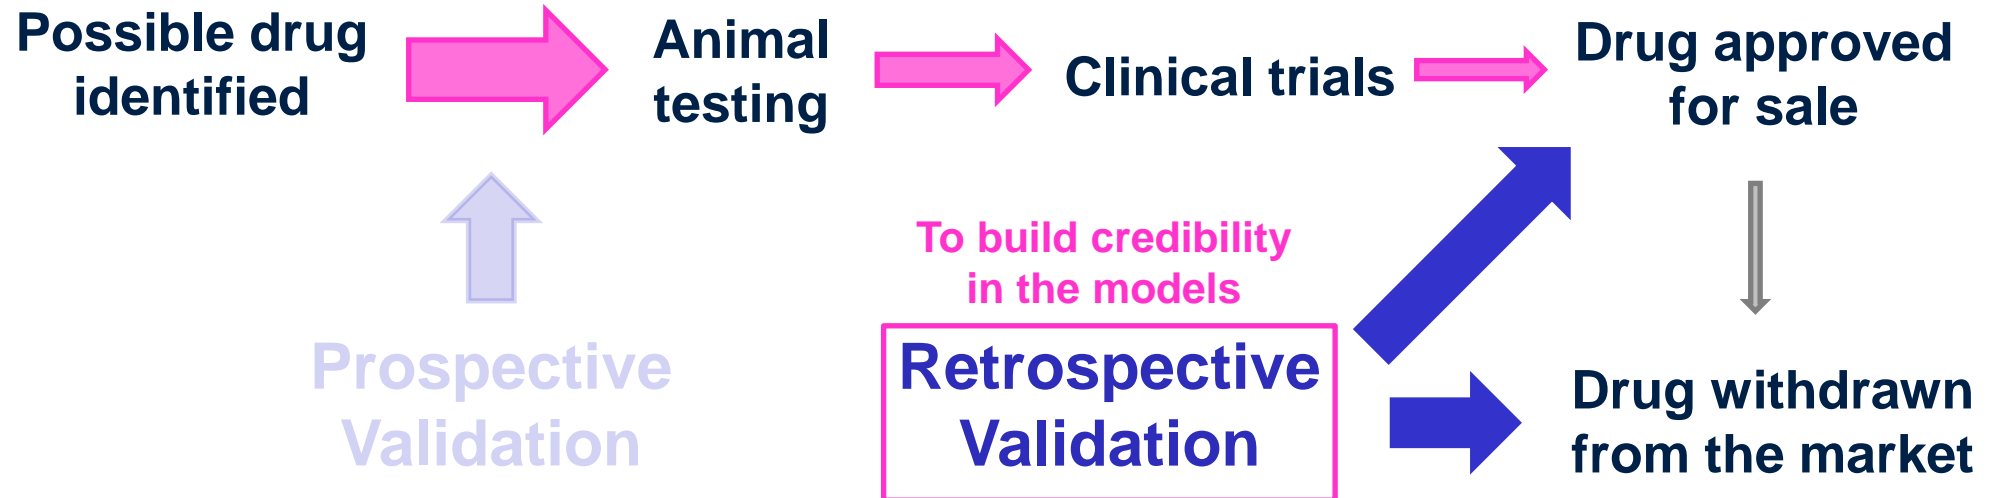 Possible drug
identified
Animal
testing
Clinical trials
Drug approved
for sale
To build credibility
in the models
Prospective
Validation
Retrospective
Validation
Drug withdrawn
from the market